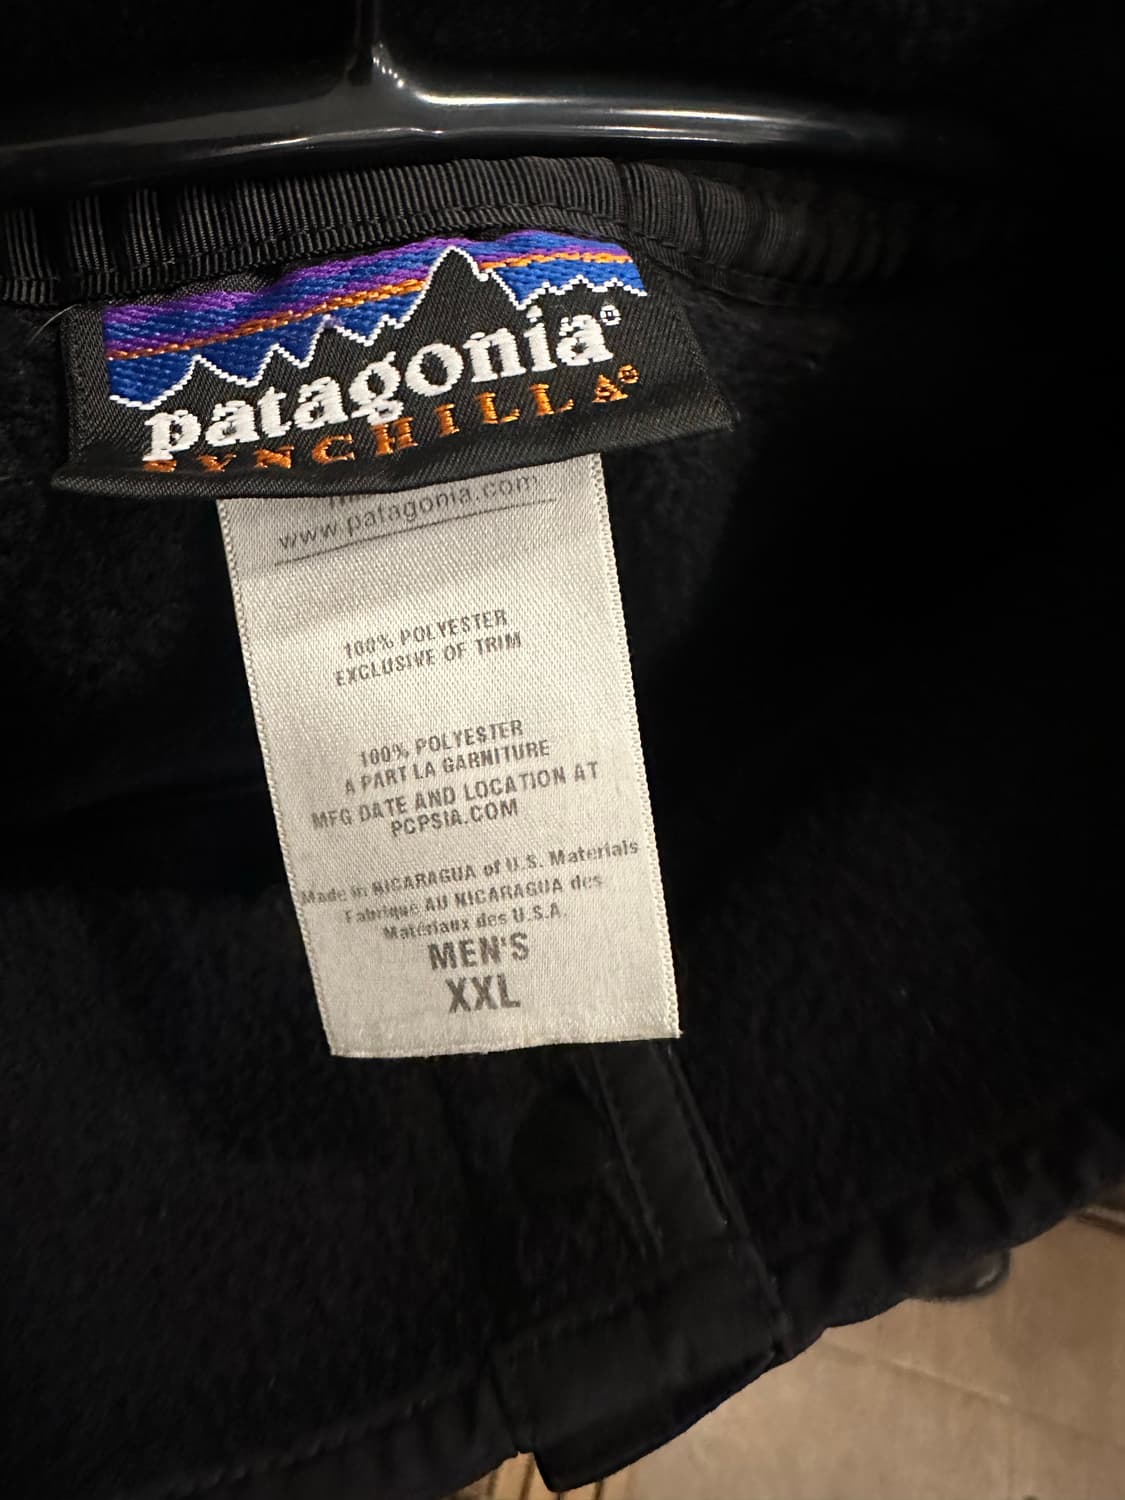 patagonia®
SYNCHILLA®
www.patagonia.com
100% POLYESTER
EXCLUSIVE OF TRIM
100% POLYESTER
A PART LA GARNITURE
MFG DATE AND LOCATION AT
PCPSIA.COM
Made in NICARAGUA of U.S. Materials
Fabrique AU NICARAGUA des
Matériaux des U.S.A.
MEN'S
XXL